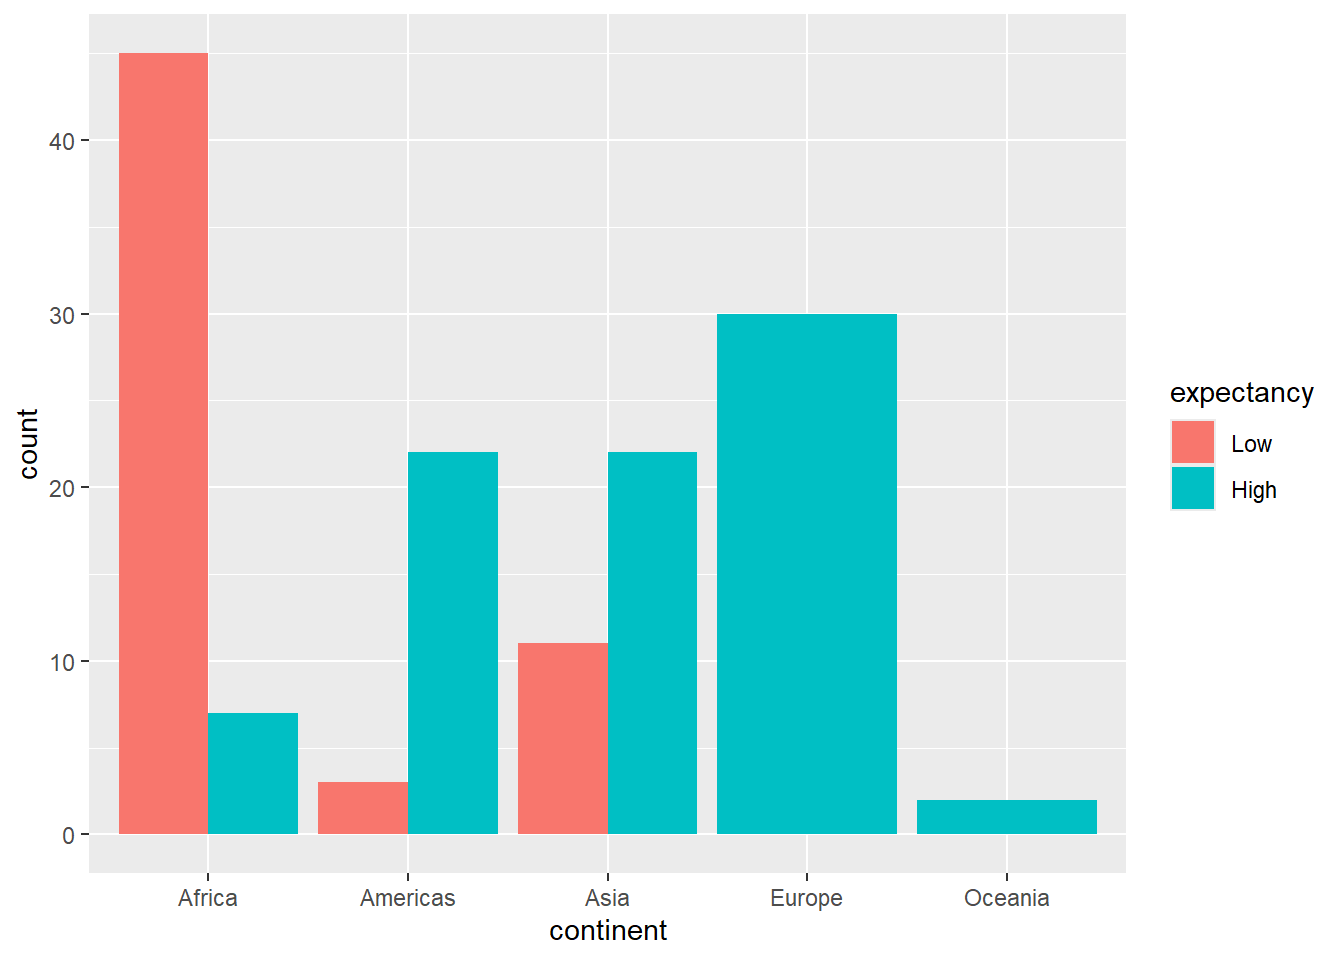 40
30
20
10
0
count
Africa
Americas
Asia
Europe
Oceania
continent
expectancy
Low
High